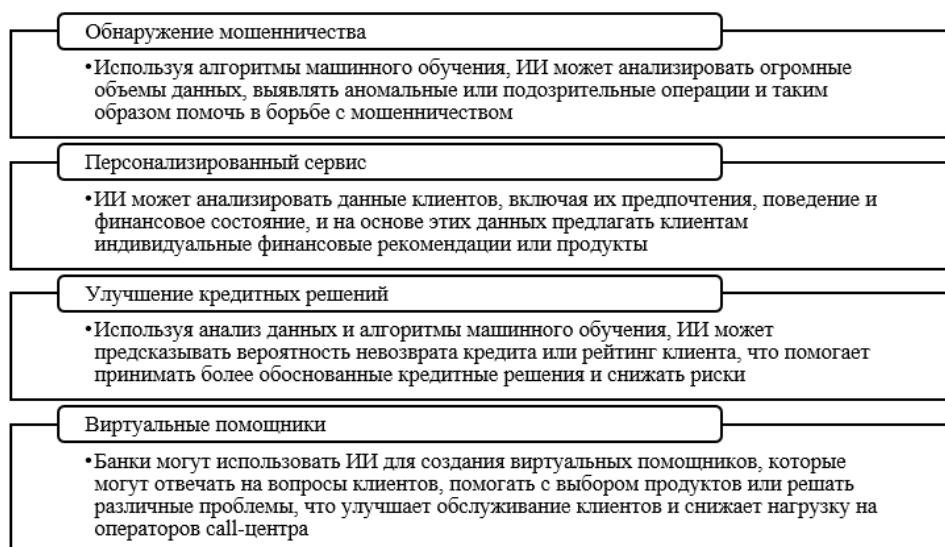 Обнаружение мошенничества
•Используя алгоритмы машинного обучения, ИИ может анализировать огромные
объемы данных, выявлять аномальные или подозрительные операции и таким
образом помочь в борьбе с мошенничеством
Персонализированный сервис
•ИИ может анализировать данные клиентов, включая их предпочтения, поведение и
финансовое состояние, и на основе этих данных предлагать клиентам
индивидуальные финансовые рекомендации или продукты
Улучшение кредитных решений
•Используя анализ данных и алгоритмы машинного обучения, ИИ может
предсказывать вероятность невозврата кредита или рейтинг клиента, что помогает
принимать более обоснованные кредитные решения и снижать риски
Виртуальные помощники
•Банки могут использовать ИИ для создания виртуальных помощников, которые
могут отвечать на вопросы клиентов, помогать с выбором продуктов или решать
различные проблемы, что улучшает обслуживание клиентов и снижает нагрузку на
операторов call-центра